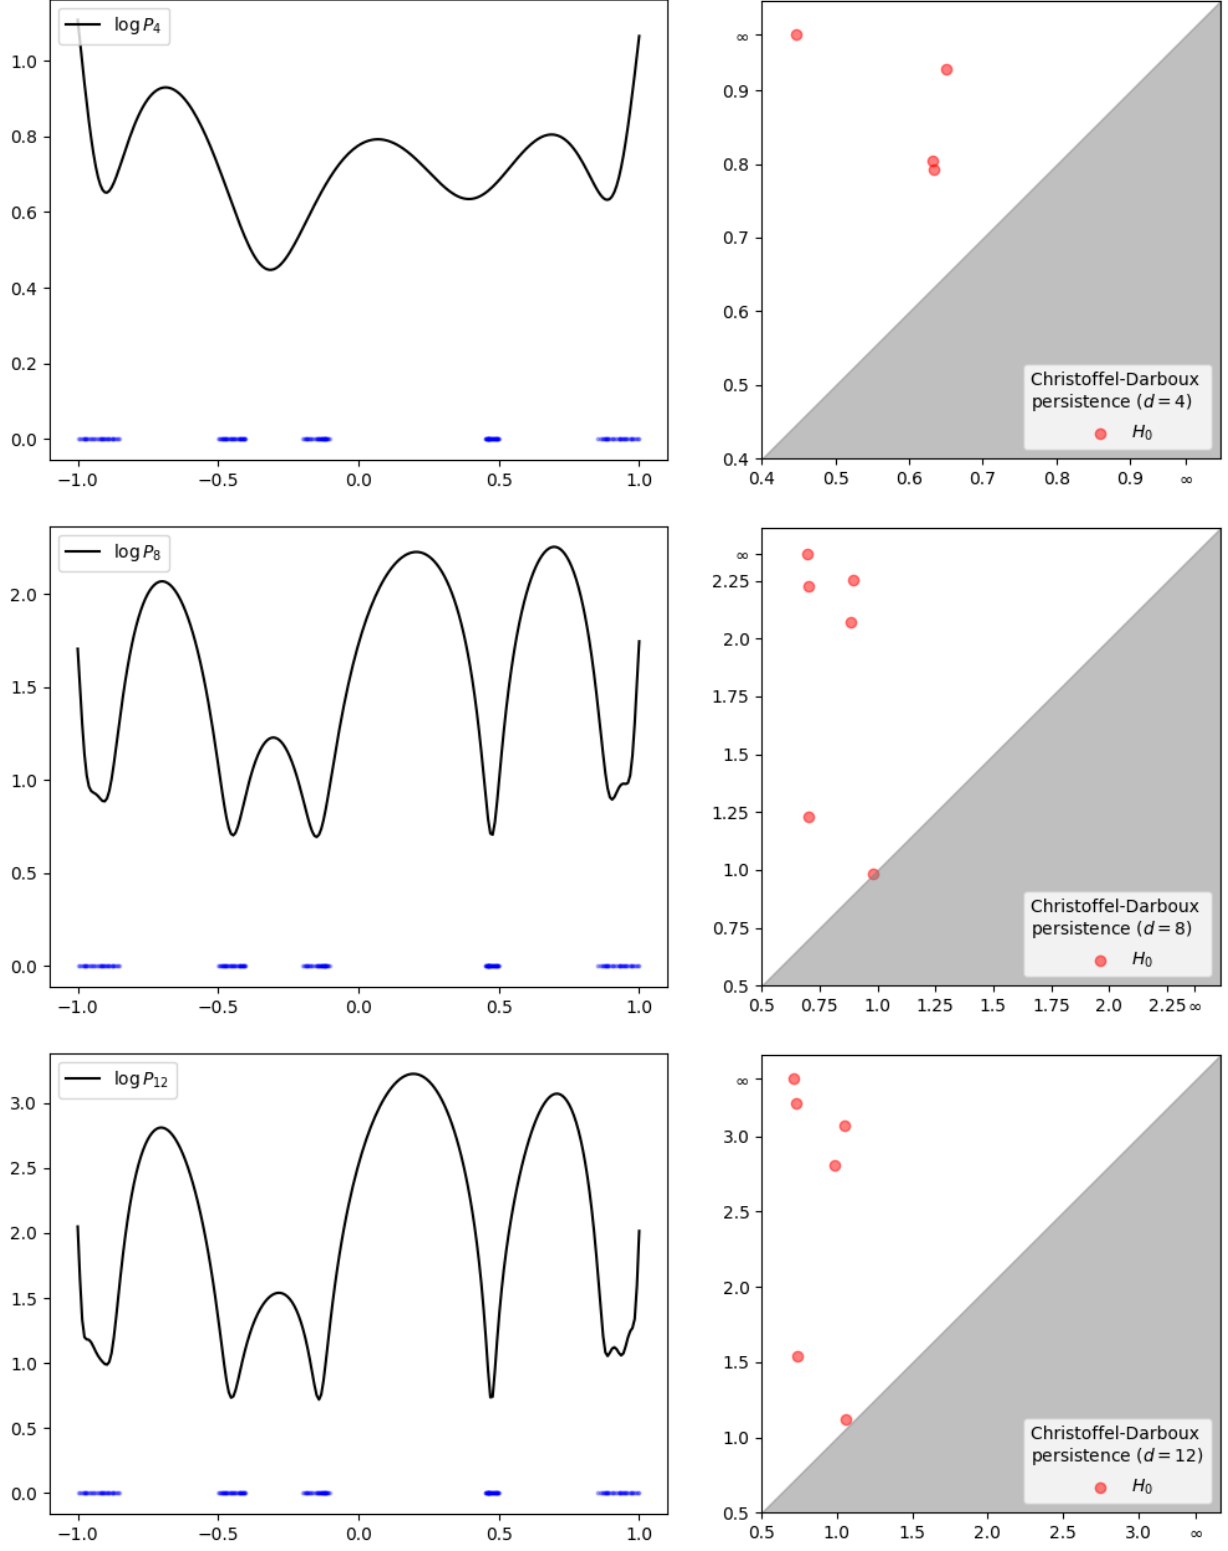 log P₄
1.0
0.8
0.6
0.4
0.2
0.0
−1.0 −0.5 0.0 0.5 1.0
∞
0.9
0.8
0.7
0.6
0.5
0.4
0.4 0.5 0.6 0.7 0.8 0.9 ∞
Christoffel-Darboux
persistence (d = 4)
H₀
log P₈
2.0
1.5
1.0
0.5
0.0
−1.0 −0.5 0.0 0.5 1.0
∞
2.25
2.0
1.75
1.5
1.25
1.0
0.75
0.5
0.5 0.75 1.0 1.25 1.5 1.75 2.0 2.25 ∞
Christoffel-Darboux
persistence (d = 8)
H₀
log P₁₂
3.0
2.5
2.0
1.5
1.0
0.5
0.0
−1.0 −0.5 0.0 0.5 1.0
∞
3.0
2.5
2.0
1.5
1.0
0.5
0.5 1.0 1.5 2.0 2.5 3.0 ∞
Christoffel-Darboux
persistence (d = 12)
H₀